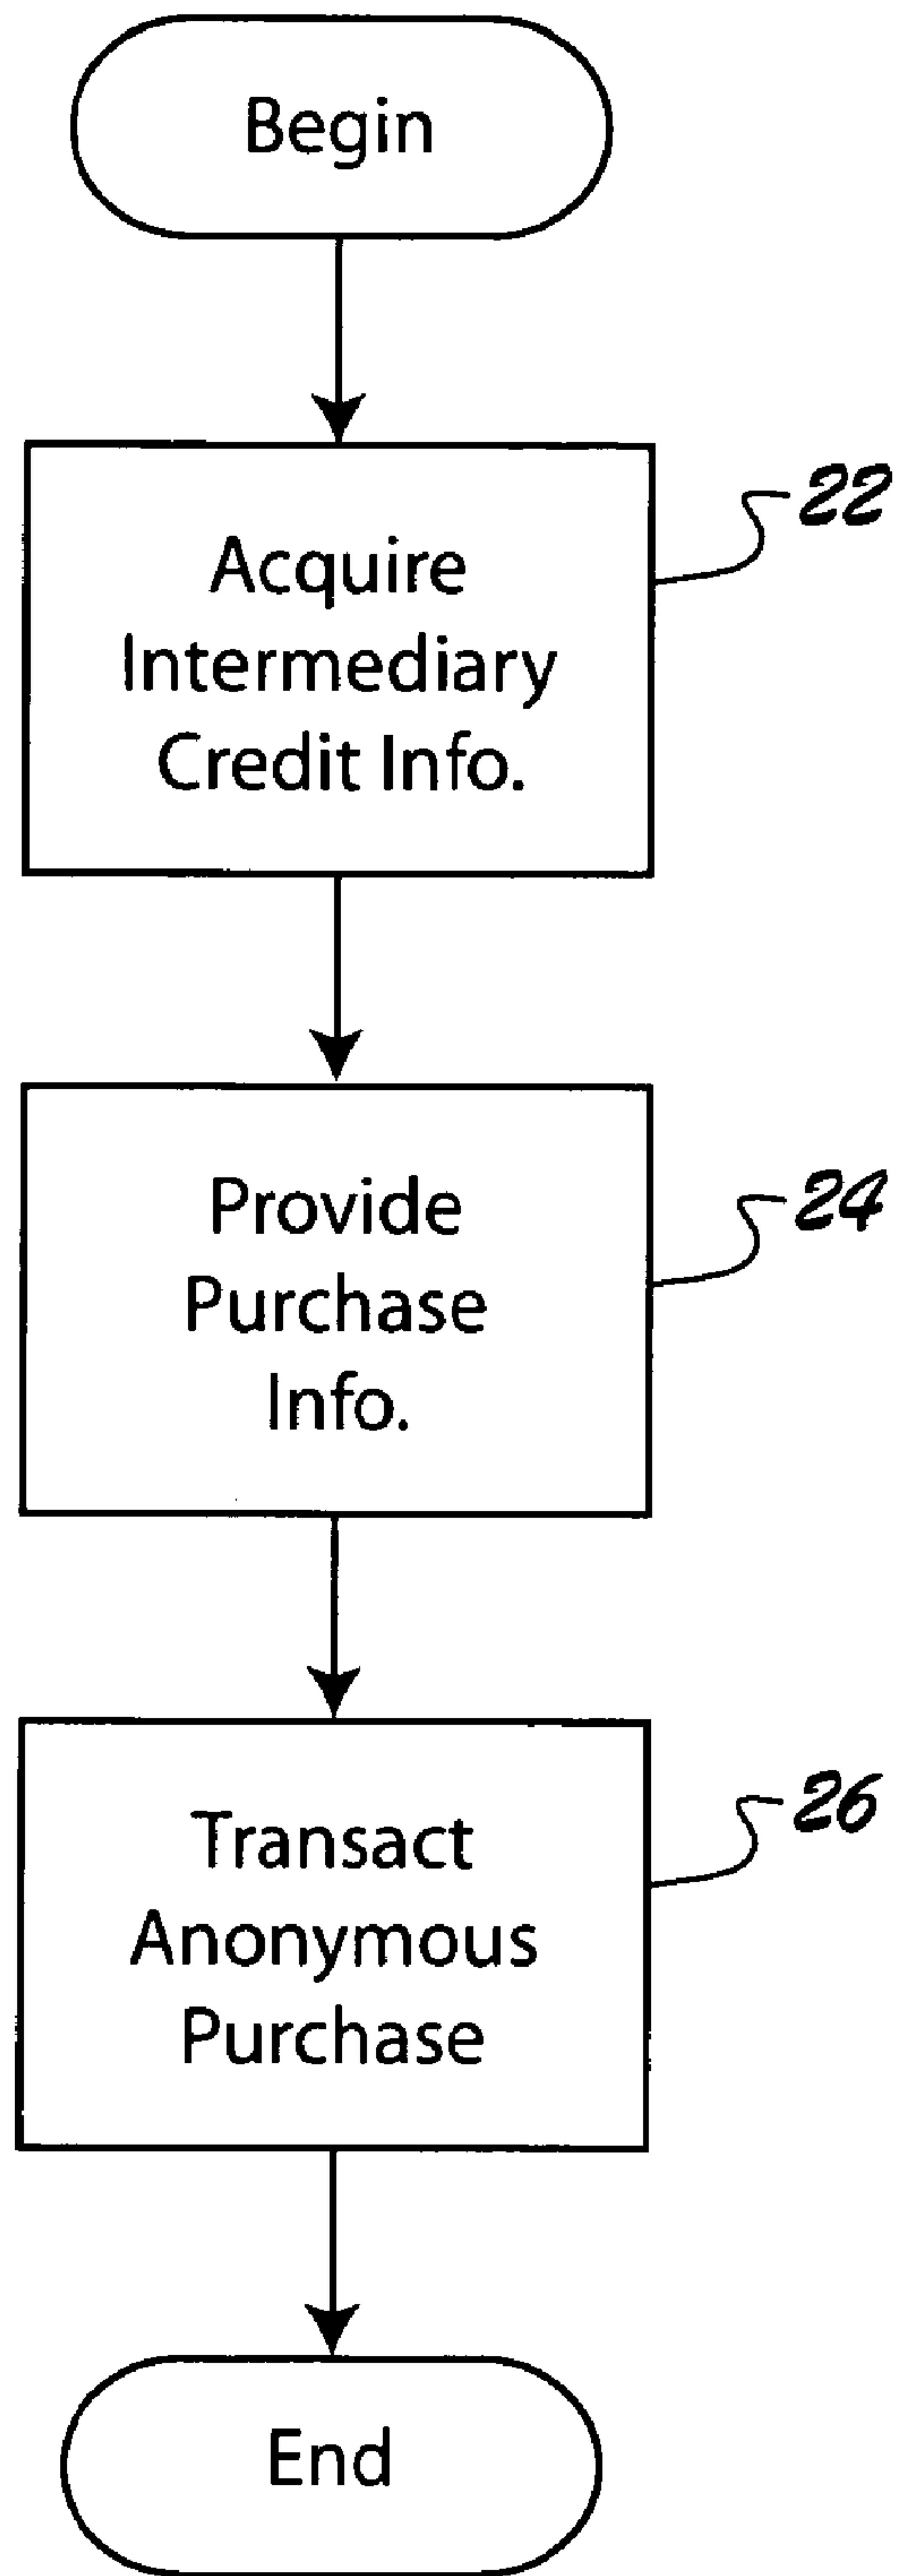 Begin
Acquire
Intermediary
Credit Info.
22
Provide
Purchase
Info.
24
Transact
Anonymous
Purchase
26
End